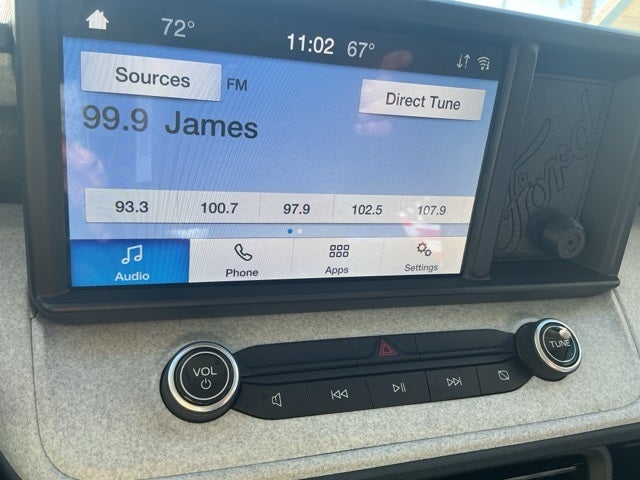 72° 11:02 67°
Sources FM Direct Tune
99.9 James
93.3 100.7 97.9 102.5 107.9
Audio Phone Apps Settings
VOL TUNE